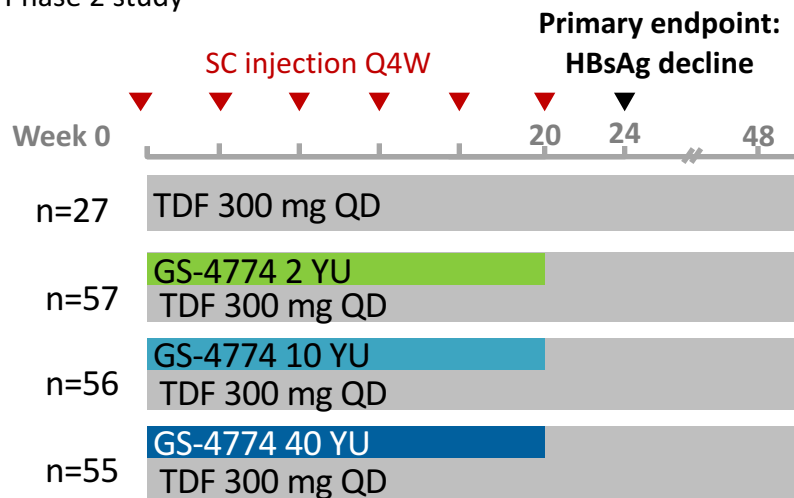 Phase 2 study
Primary endpoint:
SC injection Q4W HBsAg decline
Week 0 20 24 48
n=27 TDF 300 mg QD
GS-4774 2 YU
n=57 TDF 300 mg QD
GS-4774 10 YU
n=56 TDF 300 mg QD
GS-4774 40 YU
n=55 TDF 300 mg QD